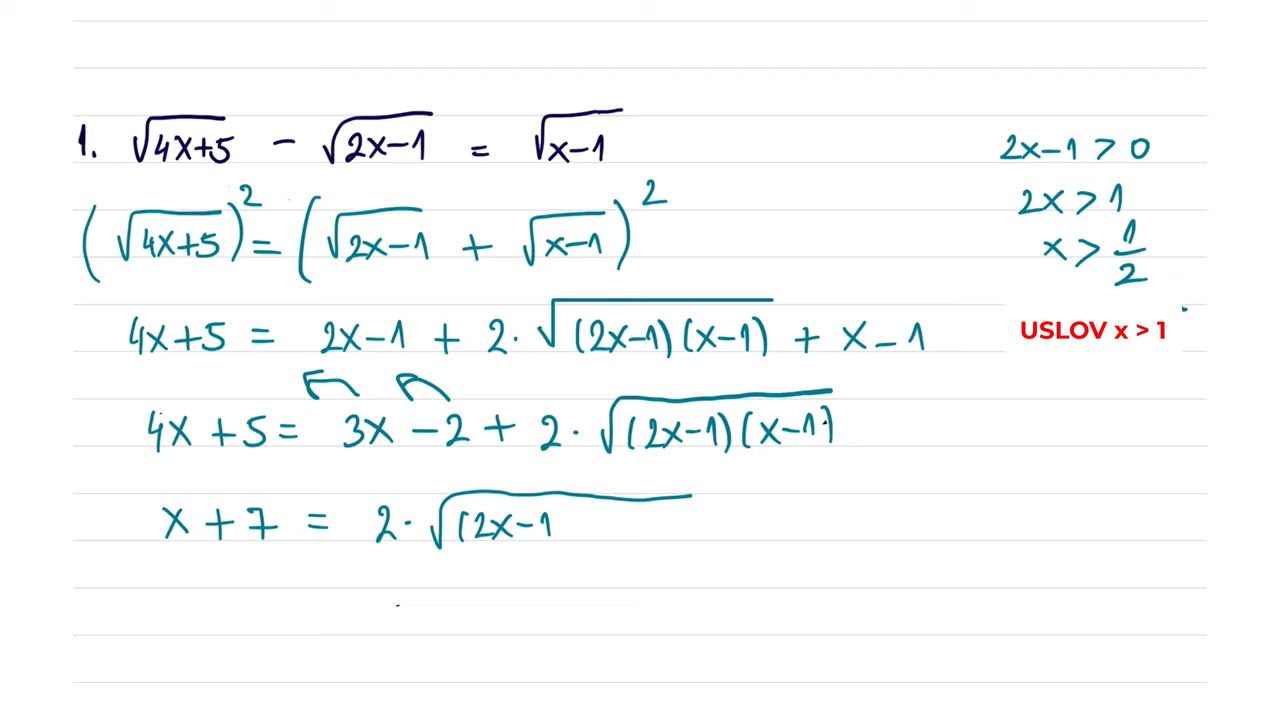 1. √(4x+5) − √(2x−1) = √(x−1)
(√(4x+5))² = (√(2x−1) + √(x−1))²
4x+5 = 2x−1 + 2·√((2x−1)(x−1)) + x−1
4x+5 = 3x−2 + 2·√((2x−1)(x−1))
x+7 = 2·√((2x−1
2x−1 > 0
2x > 1
x > 1/2
USLOV x > 1